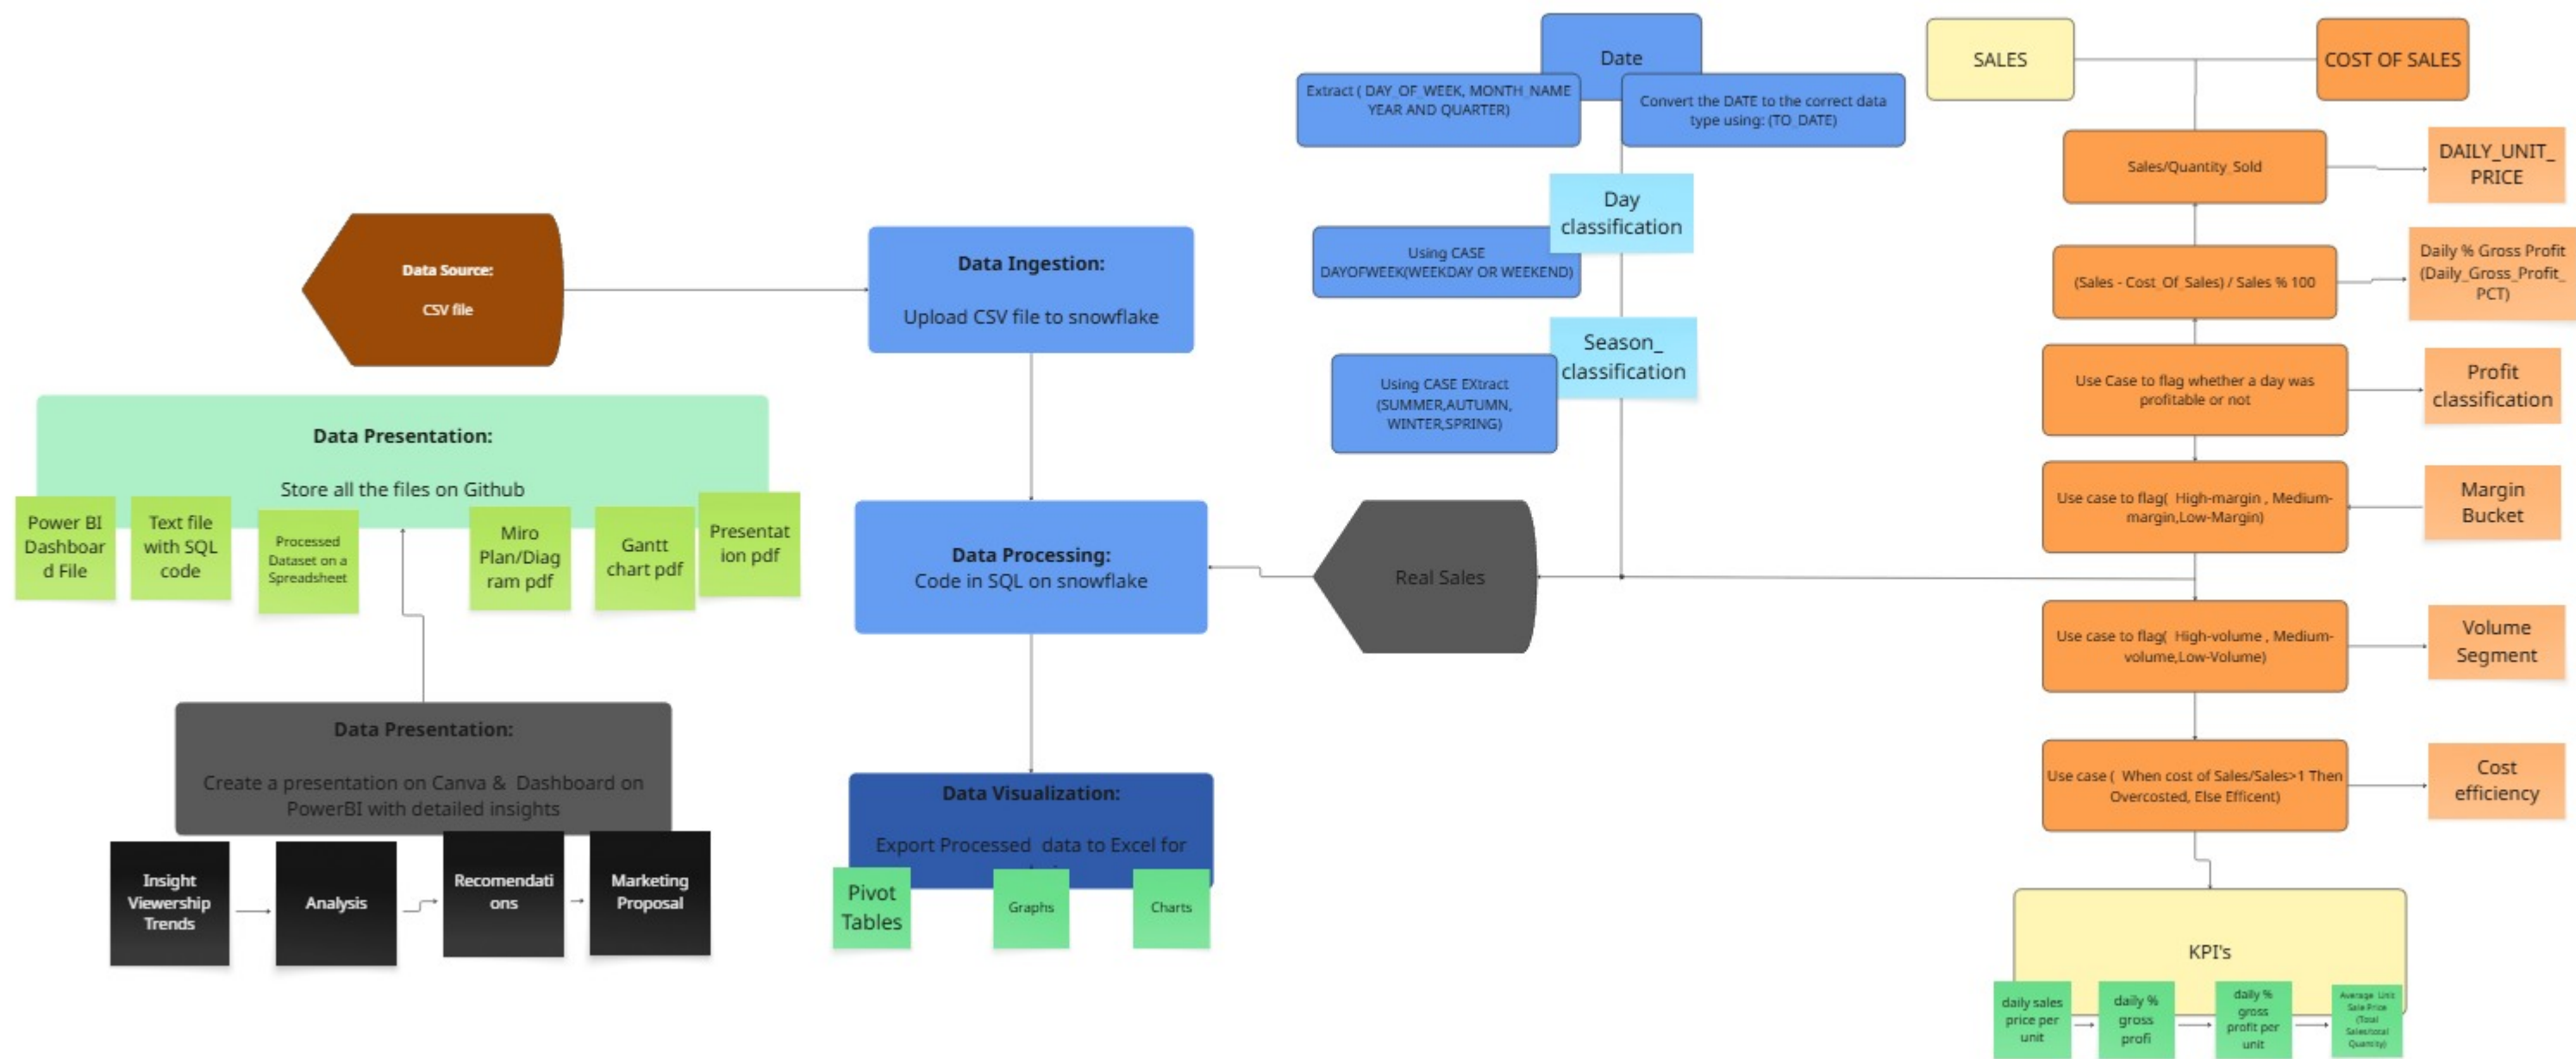 Data Source:
CSV file
Data Ingestion:
Upload CSV file to snowflake
Data Processing:
Code in SQL on snowflake
Data Visualization:
Export Processed data to Excel for
Pivot
Tables
Graphs
Charts
Data Presentation:
Store all the files on Github
Power BI
Dashboar
d File
Text file
with SQL
code
Processed
Dataset on a
Spreadsheet
Miro
Plan/Diag
ram pdf
Gantt
chart pdf
Presentat
ion pdf
Data Presentation:
Create a presentation on Canva & Dashboard on
PowerBI with detailed insights
Insight
Viewership
Trends
Analysis
Recomendati
ons
Marketing
Proposal
Date
Extract ( DAY_OF_WEEK, MONTH_NAME
YEAR AND QUARTER)
Convert the DATE to the correct data
type using: (TO_DATE)
Day
classification
Using CASE
DAYOFWEEK(WEEKDAY OR WEEKEND)
Season_
classification
Using CASE EXtract
(SUMMER,AUTUMN,
WINTER,SPRING)
Real Sales
SALES
COST OF SALES
Sales/Quantity_Sold
DAILY_UNIT_
PRICE
(Sales - Cost_Of_Sales) / Sales % 100
Daily % Gross Profit
(Daily_Gross_Profit_
PCT)
Use Case to flag whether a day was
profitable or not
Profit
classification
Use case to flag( High-margin , Medium-
margin,Low-Margin)
Margin
Bucket
Use case to flag( High-volume , Medium-
volume,Low-Volume)
Volume
Segment
Use case ( When cost of Sales/Sales>1 Then
Overcosted, Else Efficent)
Cost
efficiency
KPI's
daily sales
price per
unit
daily %
gross
profi
daily %
gross
profit per
unit
Average Unit
Sale Price
(Total
Sales/total
Quantity)